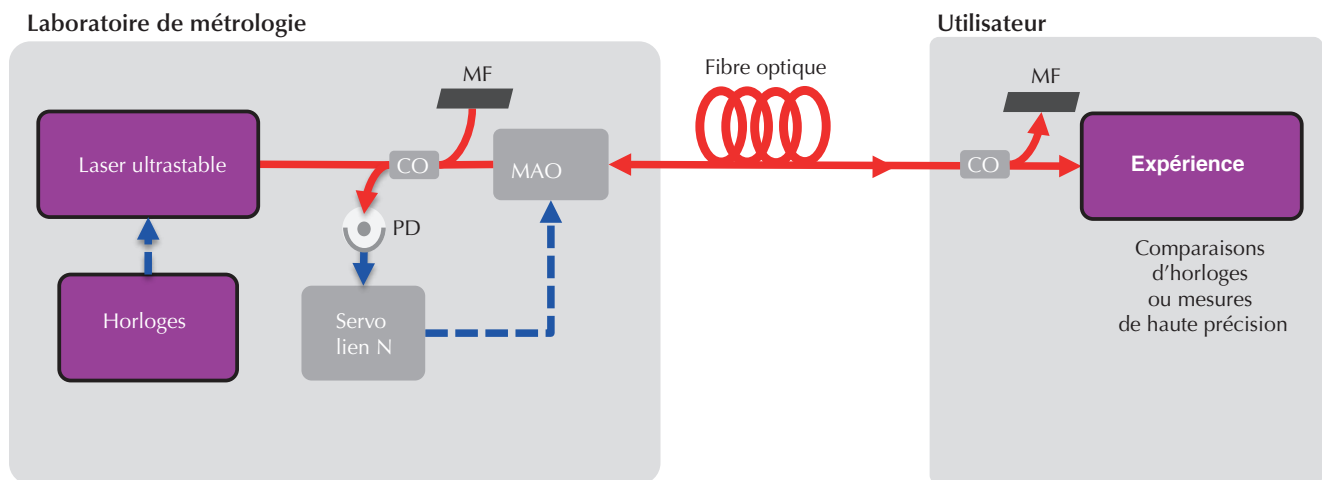 Laboratoire de métrologie
Utilisateur
MF
Fibre optique
MF
Laser ultrastable
CO
MAO
CO
Expérience
PD
Horloges
Servo
lien N
Comparaisons
d’horloges
ou mesures
de haute précision